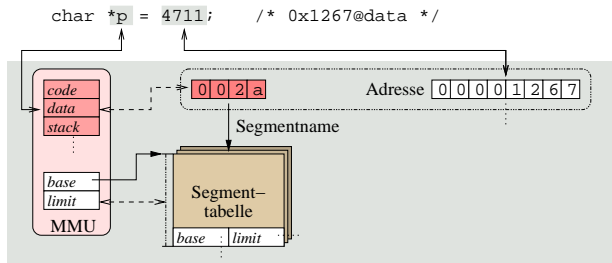 char *p = 4711; /* 0x1267@data */
code
data
stack
base
limit
MMU
0 0 2 a
Adresse 0 0 0 0 1 2 6 7
Segmentname
Segment–
tabelle
base limit